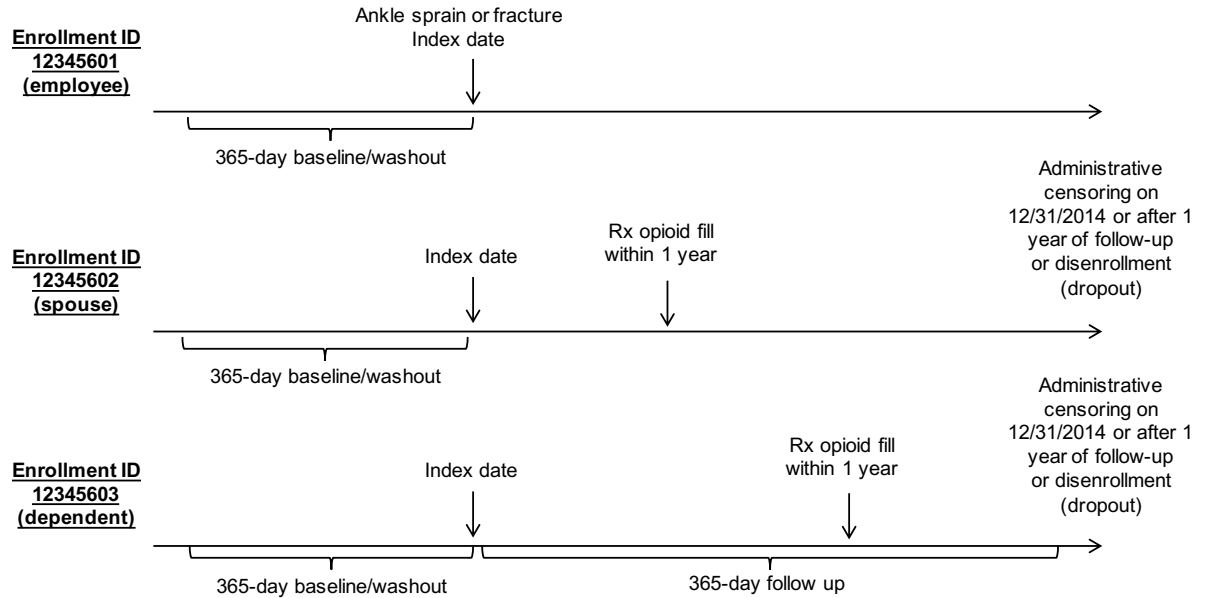 Ankle sprain or fracture
Index date
Enrollment ID
12345601
(employee)
365-day baseline/washout
Administrative
censoring on
12/31/2014 or after 1
year of follow-up
or disenrollment
(dropout)
Rx opioid fill
within 1 year
Index date
Enrollment ID
12345602
(spouse)
365-day baseline/washout
Administrative
censoring on
12/31/2014 or after 1
year of follow-up
or disenrollment
(dropout)
Rx opioid fill
within 1 year
Index date
Enrollment ID
12345603
(dependent)
365-day baseline/washout
365-day follow up